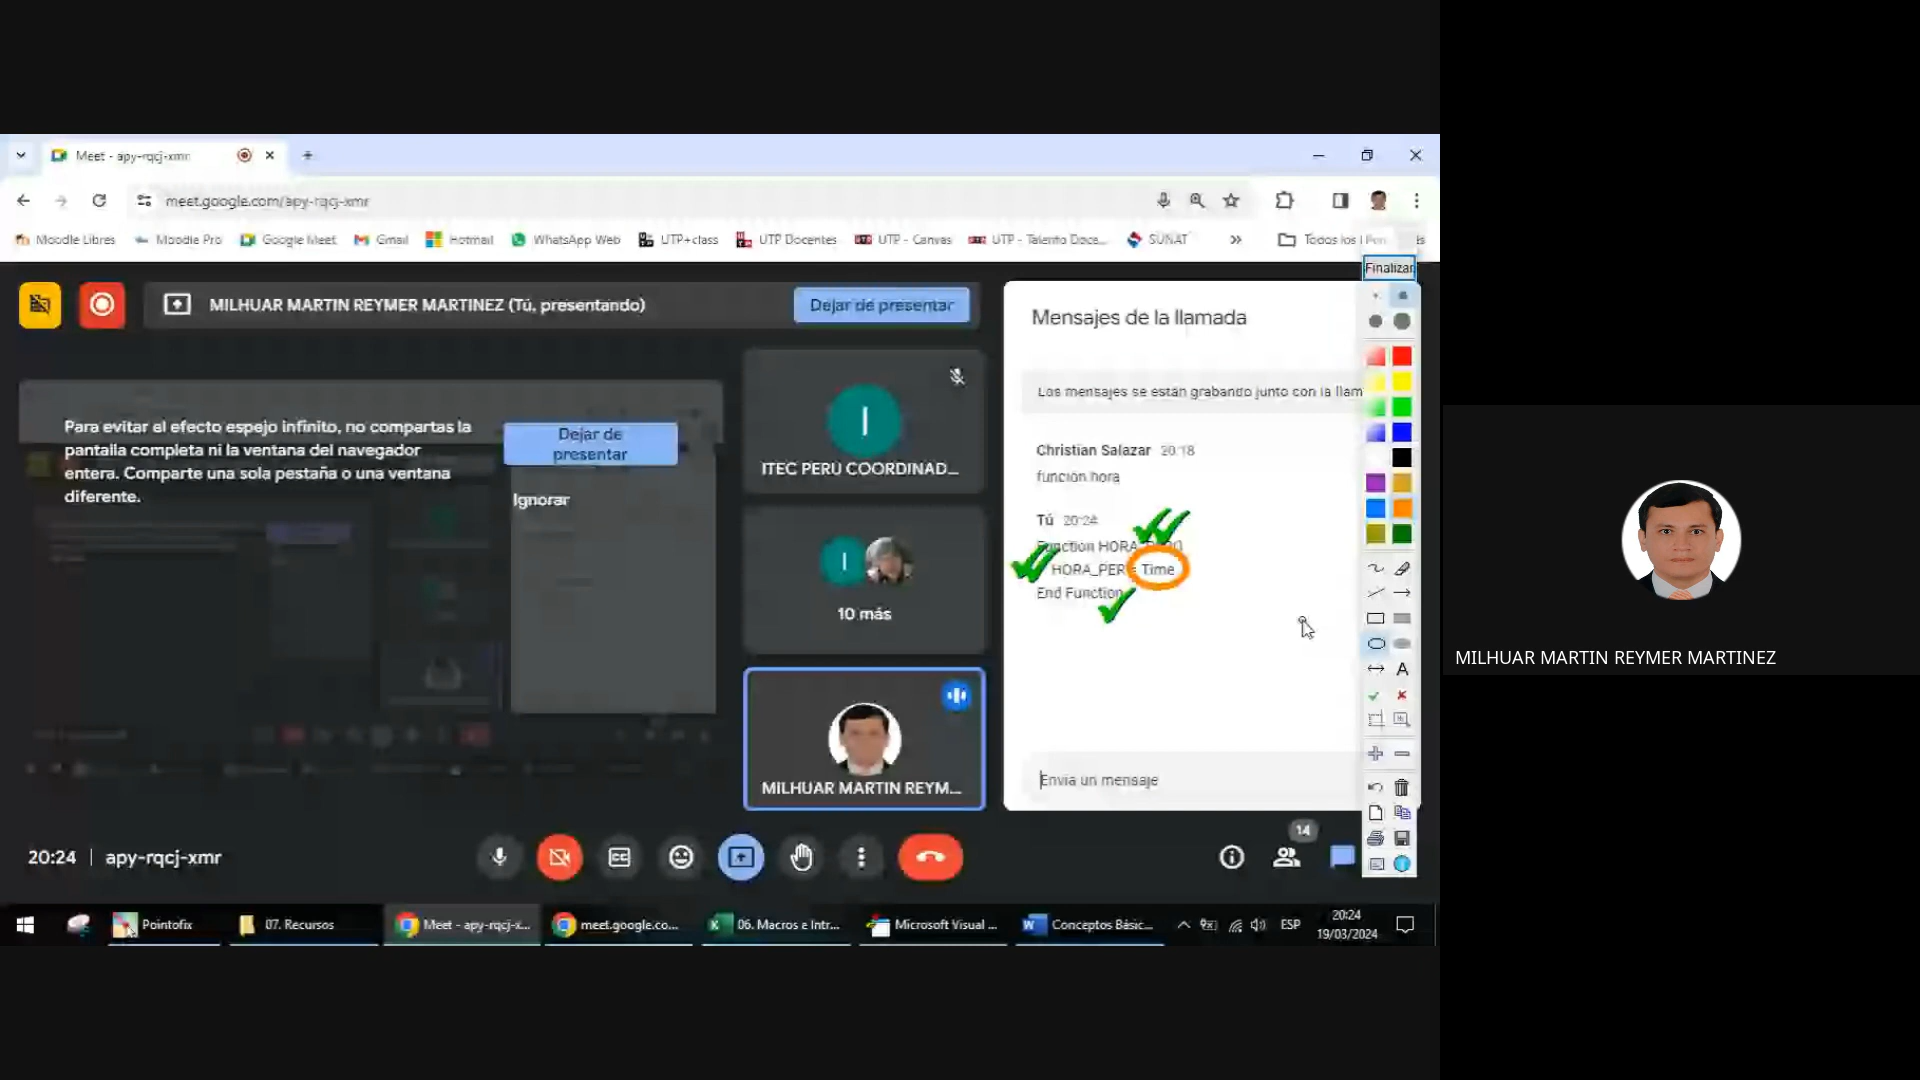 Meet - apy-rqcj-xmr
meet.google.com/apy-rqcj-xmr
Moodle Libres
Moodle Pro
Google Meet
Gmail
Hotmail
WhatsApp Web
UTP+class
UTP Docentes
UTP - Canvas
UTP - Talento Doce...
SUNAT
Todos los
Finalizar
MILHUAR MARTIN REYMER MARTINEZ (Tú, presentando)
Dejar de presentar
Para evitar el efecto espejo infinito, no compartas la
pantalla completa ni la ventana del navegador
entera. Comparte una sola pestaña o una ventana
diferente.
Dejar de
presentar
Ignorar
I
ITEC PERU COORDINAD...
I
10 más
MILHUAR MARTIN REYM...
Mensajes de la llamada
Los mensajes se están grabando junto con la llam
Christian Salazar 20:18
función hora
Tú 20:24
Function
HORA_PER Time
End Function
Envía un mensaje
A
MILHUAR MARTIN REYMER MARTINEZ
20:24 | apy-rqcj-xmr
14
Pointofix
07. Recursos
Meet - apy-rqcj-x...
meet.google.co...
06. Macros e Intr...
Microsoft Visual ...
Conceptos Básic...
ESP
20:24
19/03/2024